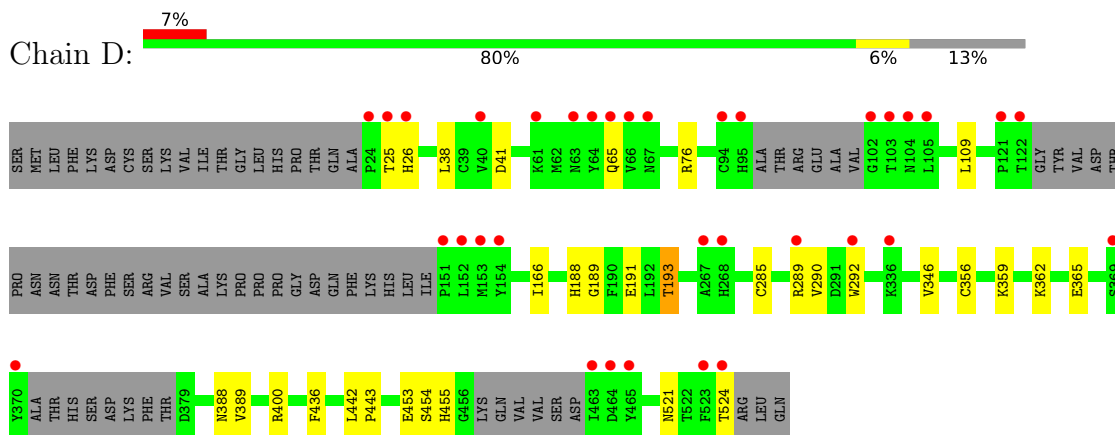 7%
Chain D:
80% 6% 13%
SER MET LEU PHE LYS ASP CYS SER LYS VAL ILE THR GLY LEU HIS PRO THR GLN ALA P24 T25 H26 L38 C39 V40 D41 K61 M62 N63 Y64 Q65 V66 N67 R76 C94 H95 ALA THR ARG GLU ALA VAL G102 T103 N104 L105 L109 P121 T122 GLY TYR VAL ASP THR
PRO ASN ASN THR ASP PHE SER ARG VAL SER ALA LYS PRO PRO PRO GLY ASP GLN PHE LYS HIS LEU ILE P151 L152 M153 Y154 I166 H188 G189 F190 E191 L192 T193 A267 H268 C285 R289 V290 D291 W292 K336 V346 C356 K359 K362 E365 S369
Y370 ALA THR HIS SER ASP LYS PHE THR D379 N388 V389 R400 F436 L442 P443 E453 S454 H455 G456 LYS GLN VAL VAL SER ASP I463 D464 Y465 N521 T522 F523 T524 ARG LEU GLN